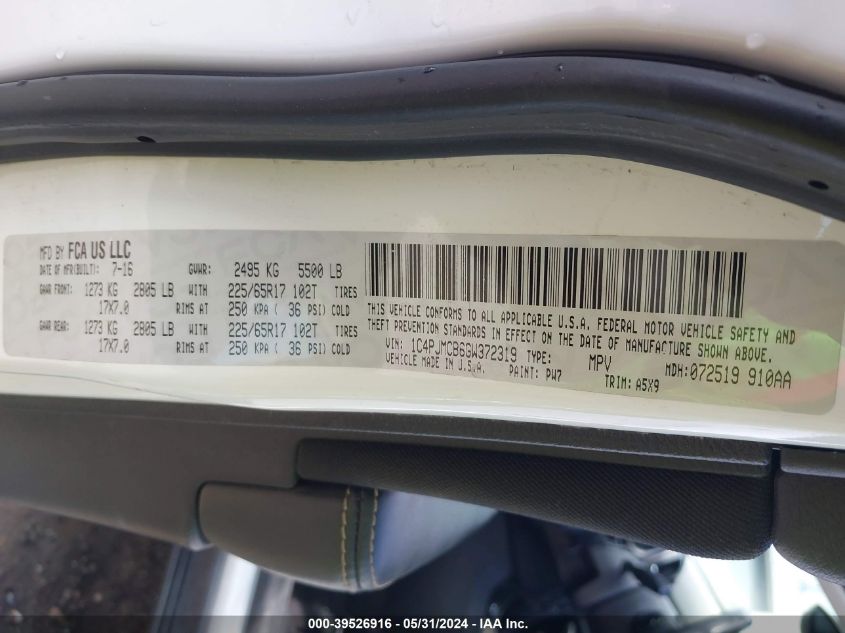 MFD BY FCA US LLC
DATE OF MFR(BUILT): 7-16 GVWR: 2495 KG 5500 LB
GAWR FRONT: 1273 KG 2805 LB WITH 225/65R17 102T TIRES
17X7.0 RIMS AT 250 KPA ( 36 PSI) COLD
GAWR REAR: 1273 KG 2805 LB WITH 225/65R17 102T TIRES
17X7.0 RIMS AT 250 KPA ( 36 PSI) COLD
THIS VEHICLE CONFORMS TO ALL APPLICABLE U.S.A. FEDERAL MOTOR VEHICLE SAFETY AND
THEFT PREVENTION STANDARDS IN EFFECT ON THE DATE OF MANUFACTURE SHOWN ABOVE.
VIN: 1C4PJMCB6GW372319 TYPE: MPV MDH: 072519 910AA
VEHICLE MADE IN U.S.A. PAINT: PW7 TRIM: A5X9
000-39526916 - 05/31/2024 - IAA Inc.